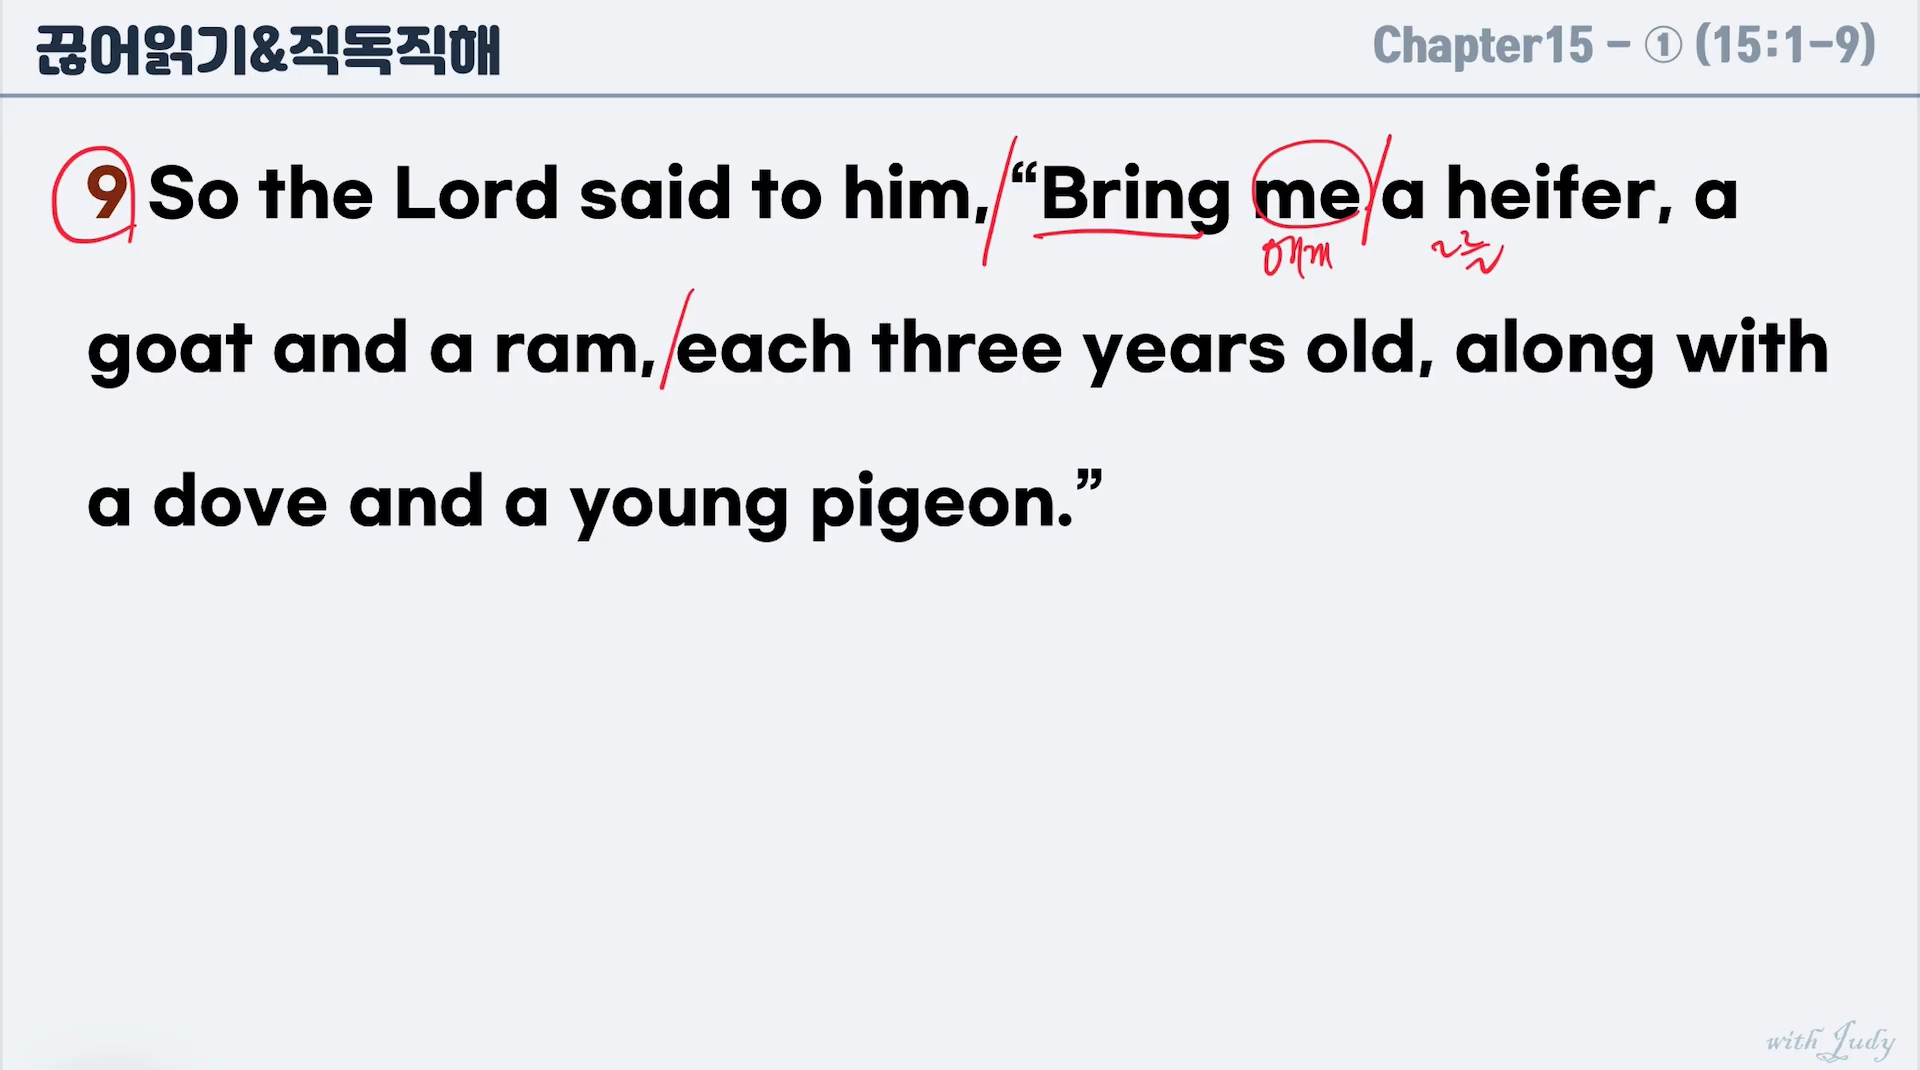 끊어읽기&직독직해
Chapter15 - ① (15:1-9)
9 So the Lord said to him, “Bring me a heifer, a
에게
~를
goat and a ram, each three years old, along with
a dove and a young pigeon.”
with Judy